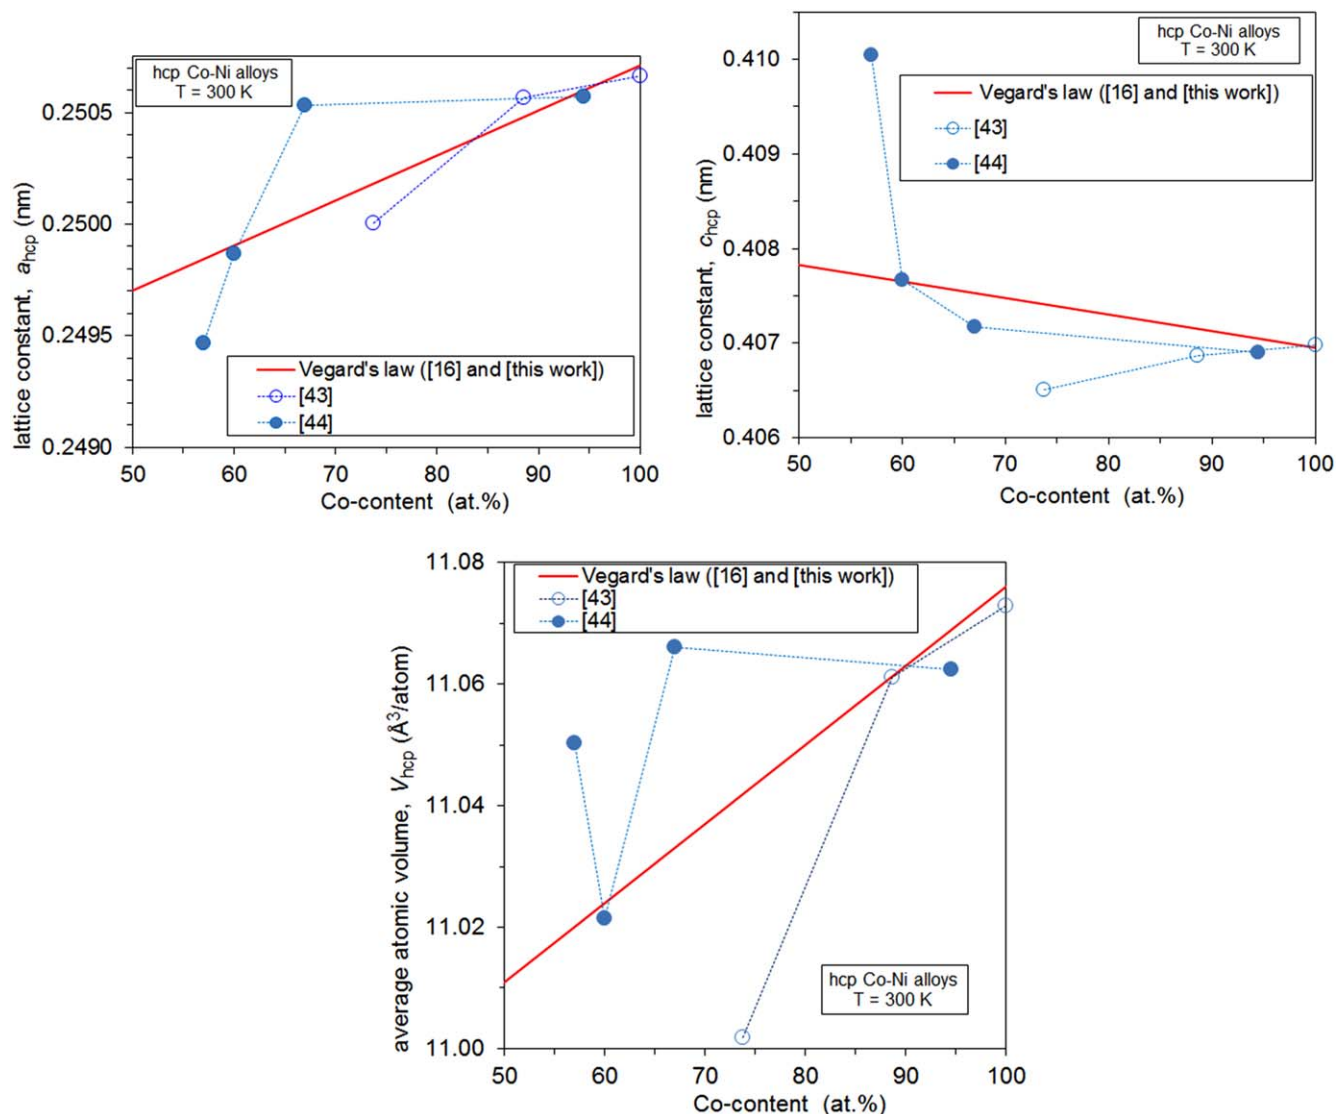 hcp Co-Ni alloys
T = 300 K
0.2505
0.2500
0.2495
0.2490
lattice constant, a_hcp (nm)
Vegard's law ([16] and [this work])
[43]
[44]
50 60 70 80 90 100
Co-content (at.%)
hcp Co-Ni alloys
T = 300 K
Vegard's law ([16] and [this work])
[43]
[44]
0.410
0.409
0.408
0.407
0.406
lattice constant, c_hcp (nm)
50 60 70 80 90 100
Co-content (at.%)
11.08
11.06
11.04
11.02
11.00
average atomic volume, V_hcp (Å³/atom)
Vegard's law ([16] and [this work])
[43]
[44]
hcp Co-Ni alloys
T = 300 K
50 60 70 80 90 100
Co-content (at.%)